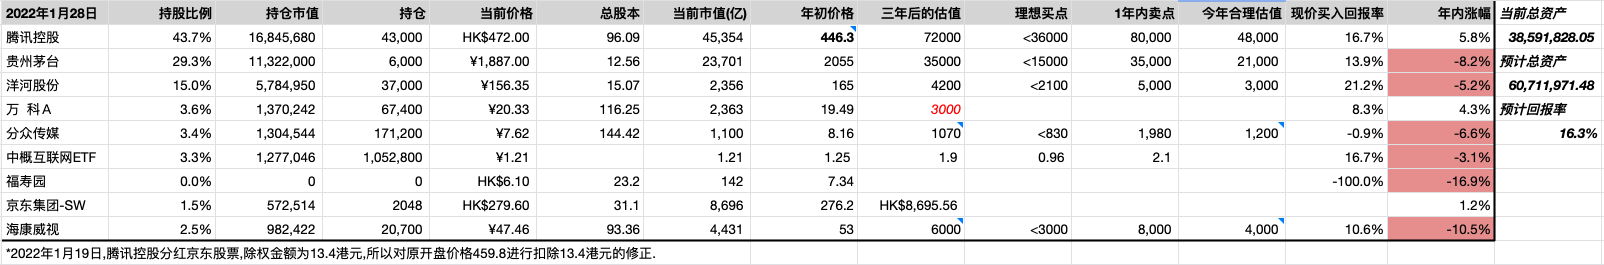 2022年1月28日 持股比例 持仓市值 持仓 当前价格 总股本 当前市值(亿) 年初价格 三年后的估值 理想买点 1年内卖点 今年合理估值 现价买入回报率 年内涨幅 当前总资产
腾讯控股 43.7% 16,845,680 43,000 HK$472.00 96.09 45,354 446.3 72000 <36000 80,000 48,000 16.7% 5.8% 38,591,828.05
贵州茅台 29.3% 11,322,000 6,000 ¥1,887.00 12.56 23,701 2055 35000 <15000 35,000 21,000 13.9% -8.2% 预计总资产
洋河股份 15.0% 5,784,950 37,000 ¥156.35 15.07 2,356 165 4200 <2100 5,000 3,000 21.2% -5.2% 60,711,971.48
万 科A 3.6% 1,370,242 67,400 ¥20.33 116.25 2,363 19.49 3000 8.3% 4.3% 预计回报率
分众传媒 3.4% 1,304,544 171,200 ¥7.62 144.42 1,100 8.16 1070 <830 1,980 1,200 -0.9% -6.6% 16.3%
中概互联网ETF 3.3% 1,277,046 1,052,800 ¥1.21 1.21 1.25 1.9 0.96 2.1 16.7% -3.1%
福寿园 0.0% 0 0 HK$6.10 23.2 142 7.34 -100.0% -16.9%
京东集团-SW 1.5% 572,514 2048 HK$279.60 31.1 8,696 276.2 HK$8,695.56 1.2%
海康威视 2.5% 982,422 20,700 ¥47.46 93.36 4,431 53 6000 <3000 8,000 4,000 10.6% -10.5%
*2022年1月19日,腾讯控股分红京东股票,除权金额为13.4港元,所以对原开盘价格459.8进行扣除13.4港元的修正.